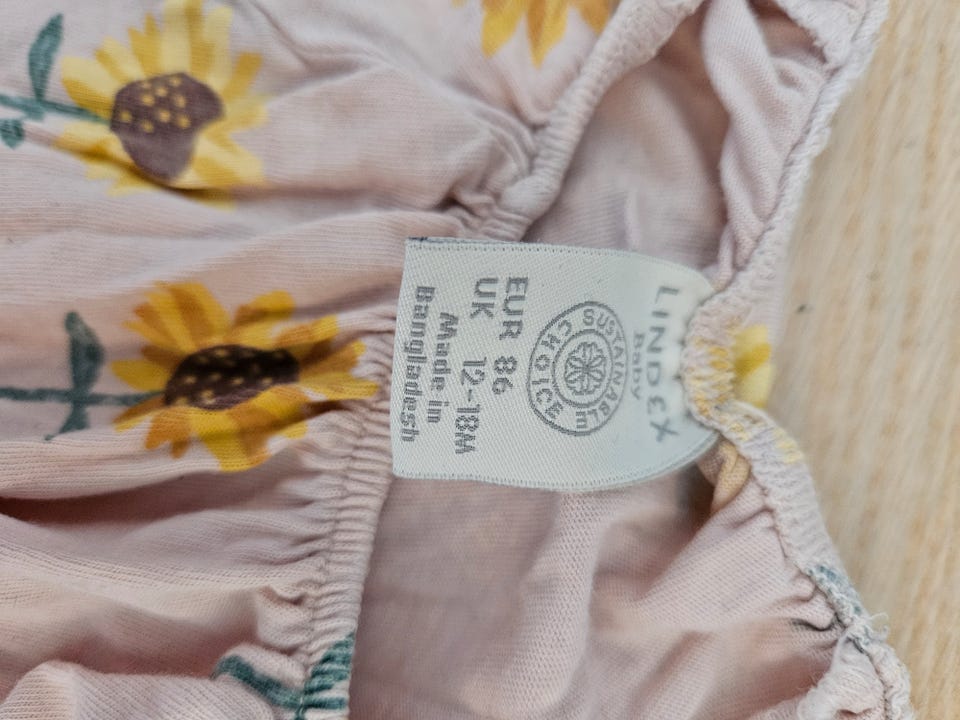 LINDEX
Baby
SUSTAINABLE
CHOICE
EUR 86
UK 12-18M
Made in
Bangladesh